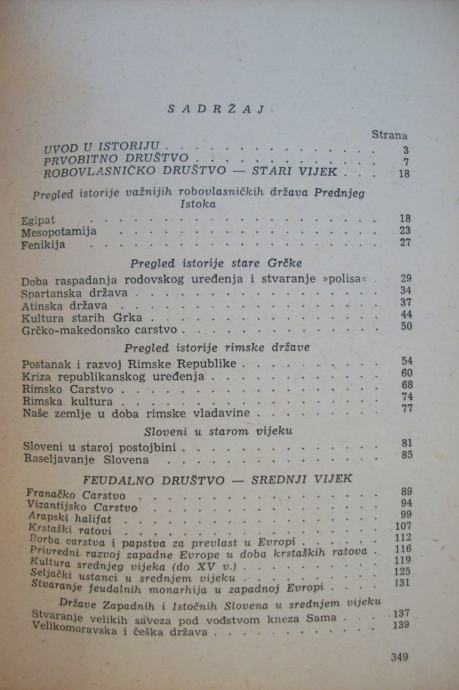 SADRŽAJ
Strana
UVOD U ISTORIJU . . . . . . . . . . . . . 3
PRVOBITNO DRUŠTVO . . . . . . . . . . . 7
ROBOVLASNIČKO DRUŠTVO — STARI VIJEK . . . 18
Pregled istorije važnijih robovlasničkih država Prednjeg
Istoka
Egipat . . . . . . . . . . . . . . . . 18
Mesopotamija . . . . . . . . . . . . . . 23
Fenikija . . . . . . . . . . . . . . . . 27
Pregled istorije stare Grčke
Doba raspadanja rodovskog uređenja i stvaranje »polisa« . 29
Spartanska država . . . . . . . . . . . . . 34
Atinska država . . . . . . . . . . . . . . 37
Kultura starih Grka . . . . . . . . . . . . 44
Grčko-makedonsko carstvo . . . . . . . . . . 50
Pregled istorije rimske države
Postanak i razvoj Rimske Republike . . . . . . . 54
Kriza republikanskog uređenja . . . . . . . . . 60
Rimsko Carstvo . . . . . . . . . . . . . . 68
Rimska kultura . . . . . . . . . . . . . . 74
Naše zemlje u doba rimske vladavine . . . . . . . 77
Sloveni u starom vijeku
Sloveni u staroj postojbini . . . . . . . . . . 81
Raseljavanje Slovena . . . . . . . . . . . . 85
FEUDALNO DRUŠTVO — SREDNJI VIJEK
Franačko Carstvo . . . . . . . . . . . . . 89
Vizantijsko Carstvo . . . . . . . . . . . . 94
Arapski halifat . . . . . . . . . . . . . . 99
Krstaški ratovi . . . . . . . . . . . . . . 107
Borba carstva i papstva za prevlast u Evropi . . . . 112
Privredni razvoj zapadne Evrope u doba krstaških ratova . 116
Kultura srednjeg vijeka (do XV v.) . . . . . . . 119
Seljački ustanci u srednjem vijeku . . . . . . . . 125
Stvaranje feudalnih monarhija u zapadnoj Evropi . . . 131
Države Zapadnih i Istočnih Slovena u srednjem vijeku
Stvaranje velikih saveza pod vođstvom kneza Sama . . . 137
Velikomoravska i češka država . . . . . . . . . 139
349